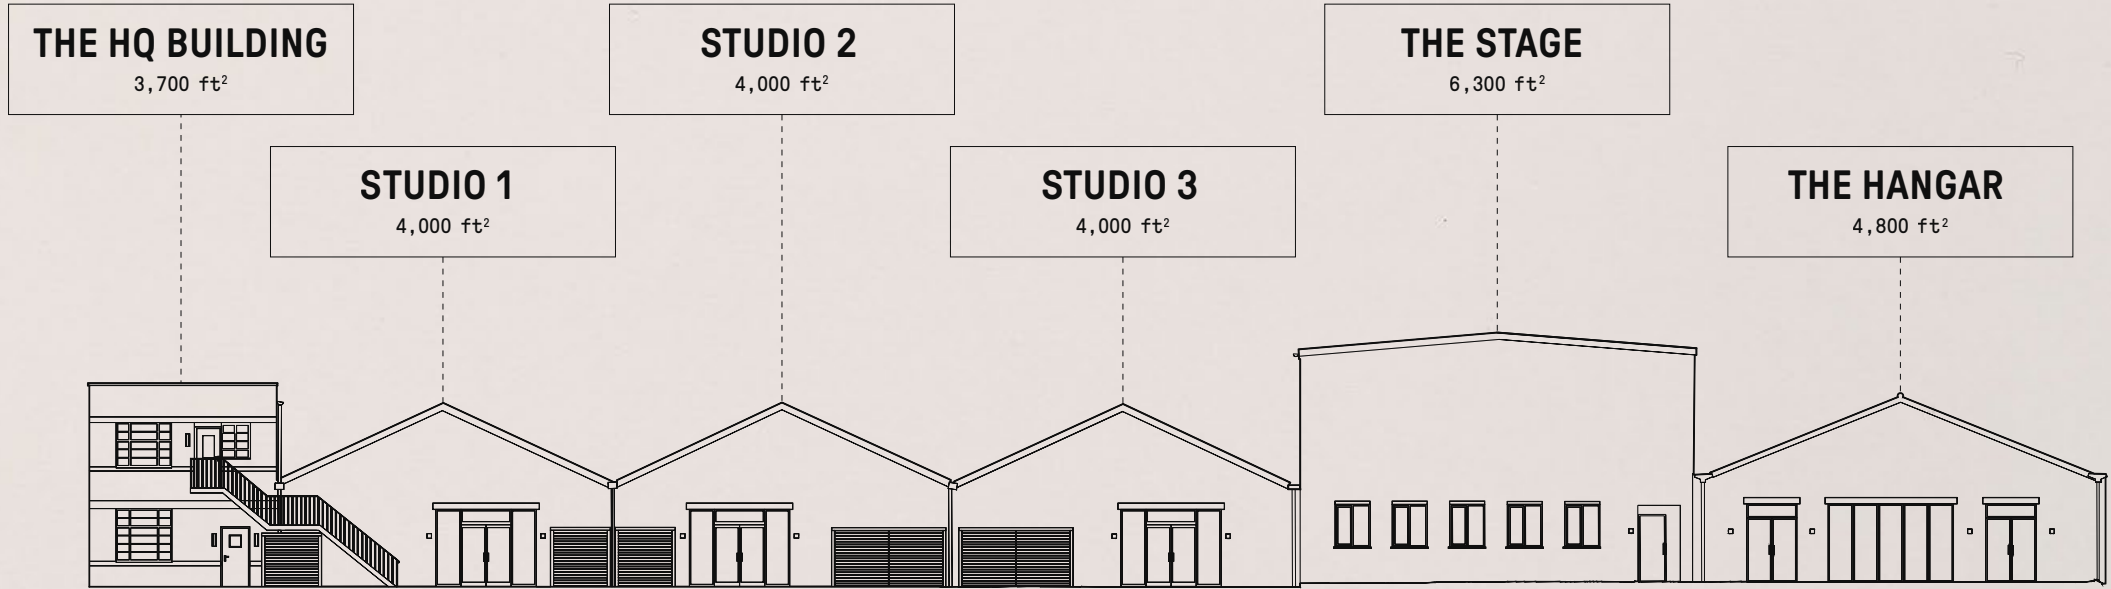 THE HQ BUILDING
3,700 ft²
STUDIO 1
4,000 ft²
STUDIO 2
4,000 ft²
STUDIO 3
4,000 ft²
THE STAGE
6,300 ft²
THE HANGAR
4,800 ft²